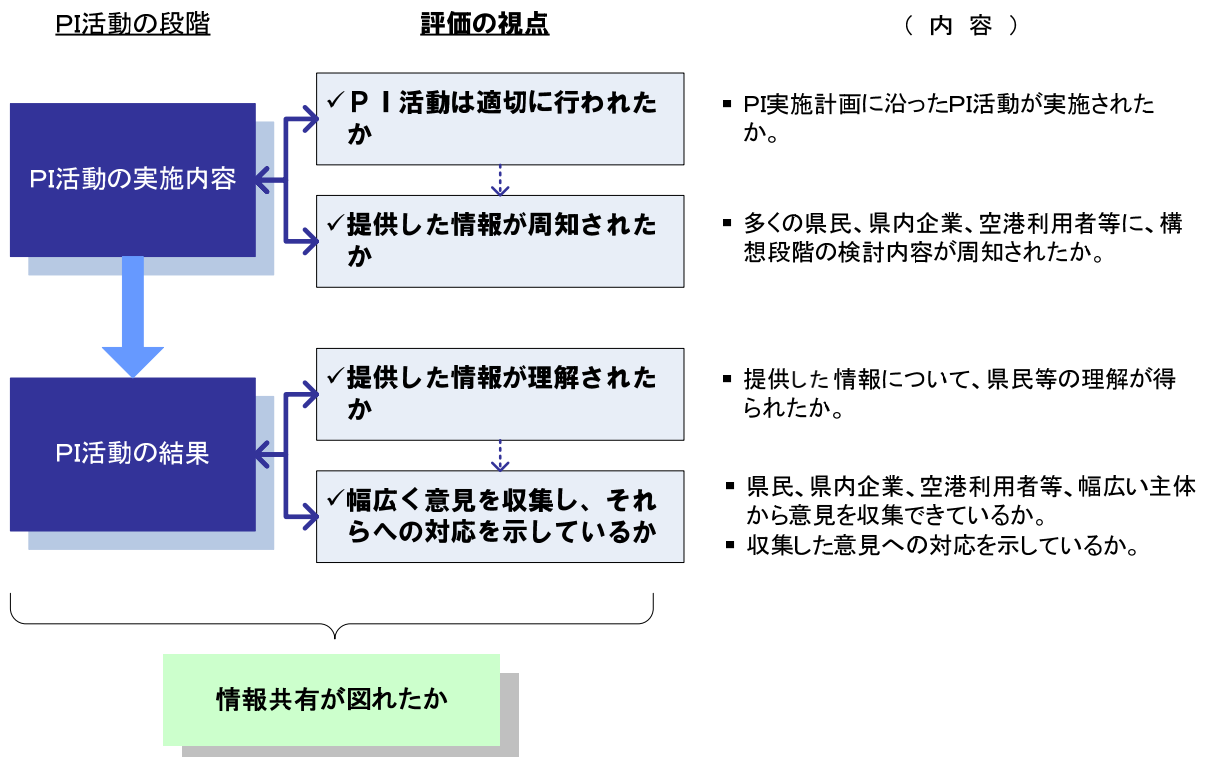 PI活動の段階
評価の視点
（ 内 容 ）
PI活動の実施内容
✓ＰＩ活動は適切に行われた
か
▪ PI実施計画に沿ったPI活動が実施された
か。
✓提供した情報が周知された
か
▪ 多くの県民、県内企業、空港利用者等に、構
想段階の検討内容が周知されたか。
PI活動の結果
✓提供した情報が理解された
か
▪ 提供した情報について、県民等の理解が得
られたか。
✓幅広く意見を収集し、それ
らへの対応を示しているか
▪ 県民、県内企業、空港利用者等、幅広い主体
から意見を収集できているか。
▪ 収集した意見への対応を示しているか。
情報共有が図れたか